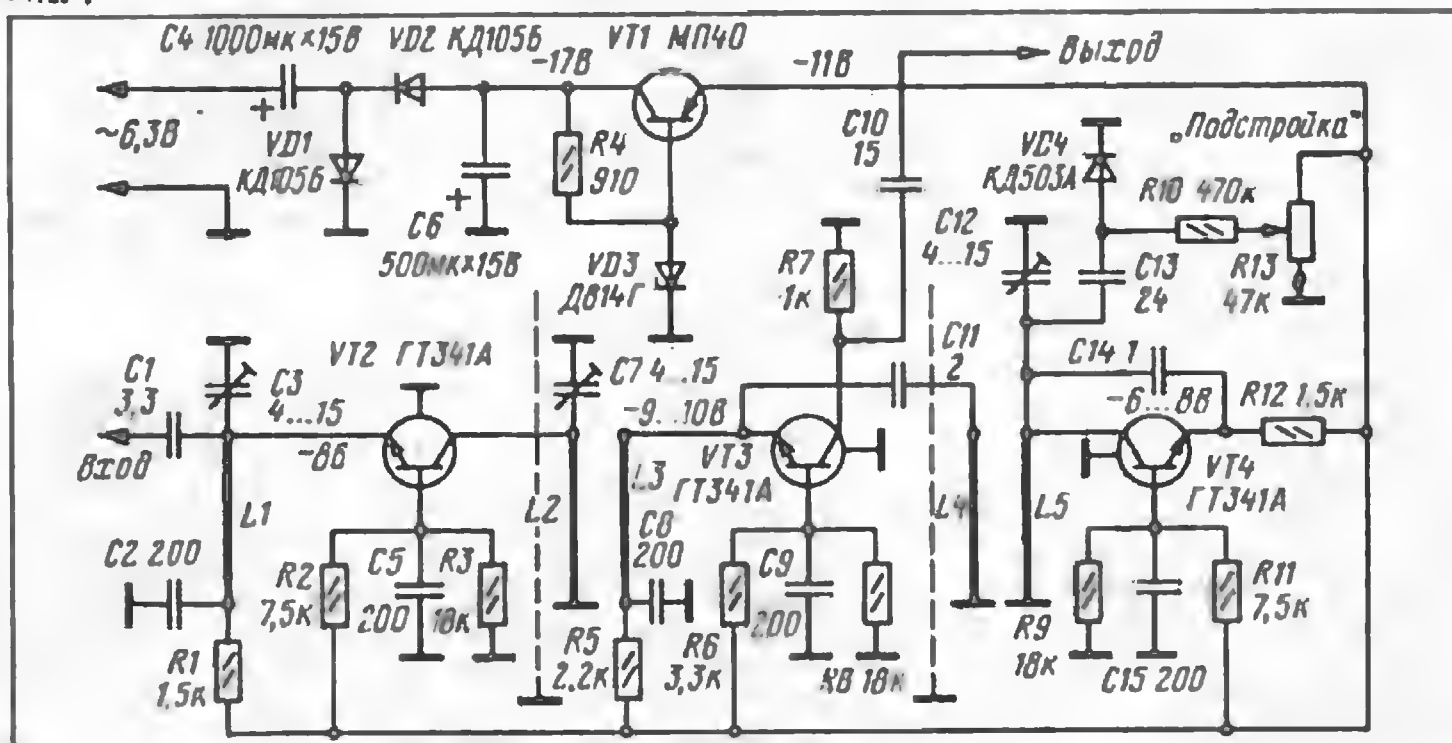 C4 1000мк×15В
VD2 КД105Б
VT1 МП40
Выход
-17В
-11В
~6,3В
VD1
КД105Б
R4
910
C10
15
VD4
КД503А
„Подстройка"
R10 470к
C6
500мк×15В
VD3
Д814Г
R7
1к
C12
4...15
C13
24
R13
47к
C1
3,3
C3
4...15
VT2 ГТ341А
C7 4...15
C11
2
C14 1
-9...10В
-6...8В
R12 1,5к
Вход
-8В
VT3
ГТ341А
VT4
ГТ341А
L1
L2
L3
L4
L5
C2 200
R2
7,5к
C5
200
R3
18к
C8
200
C9
200
R11
7,5к
R1
1,5к
R5
2,2к
R6
3,3к
R8 18к
R9
18к
C15 200